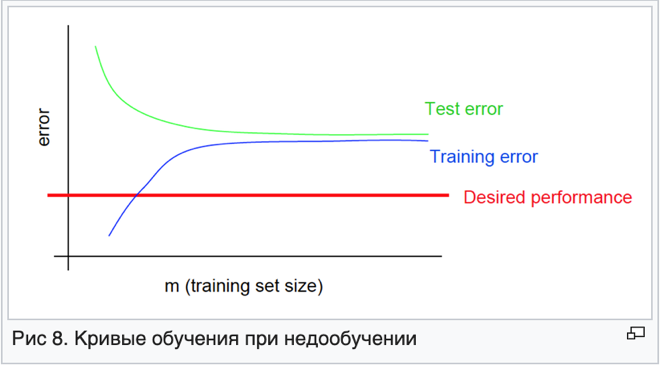 error
Test error
Training error
Desired performance
m (training set size)
Рис 8. Кривые обучения при недообучении